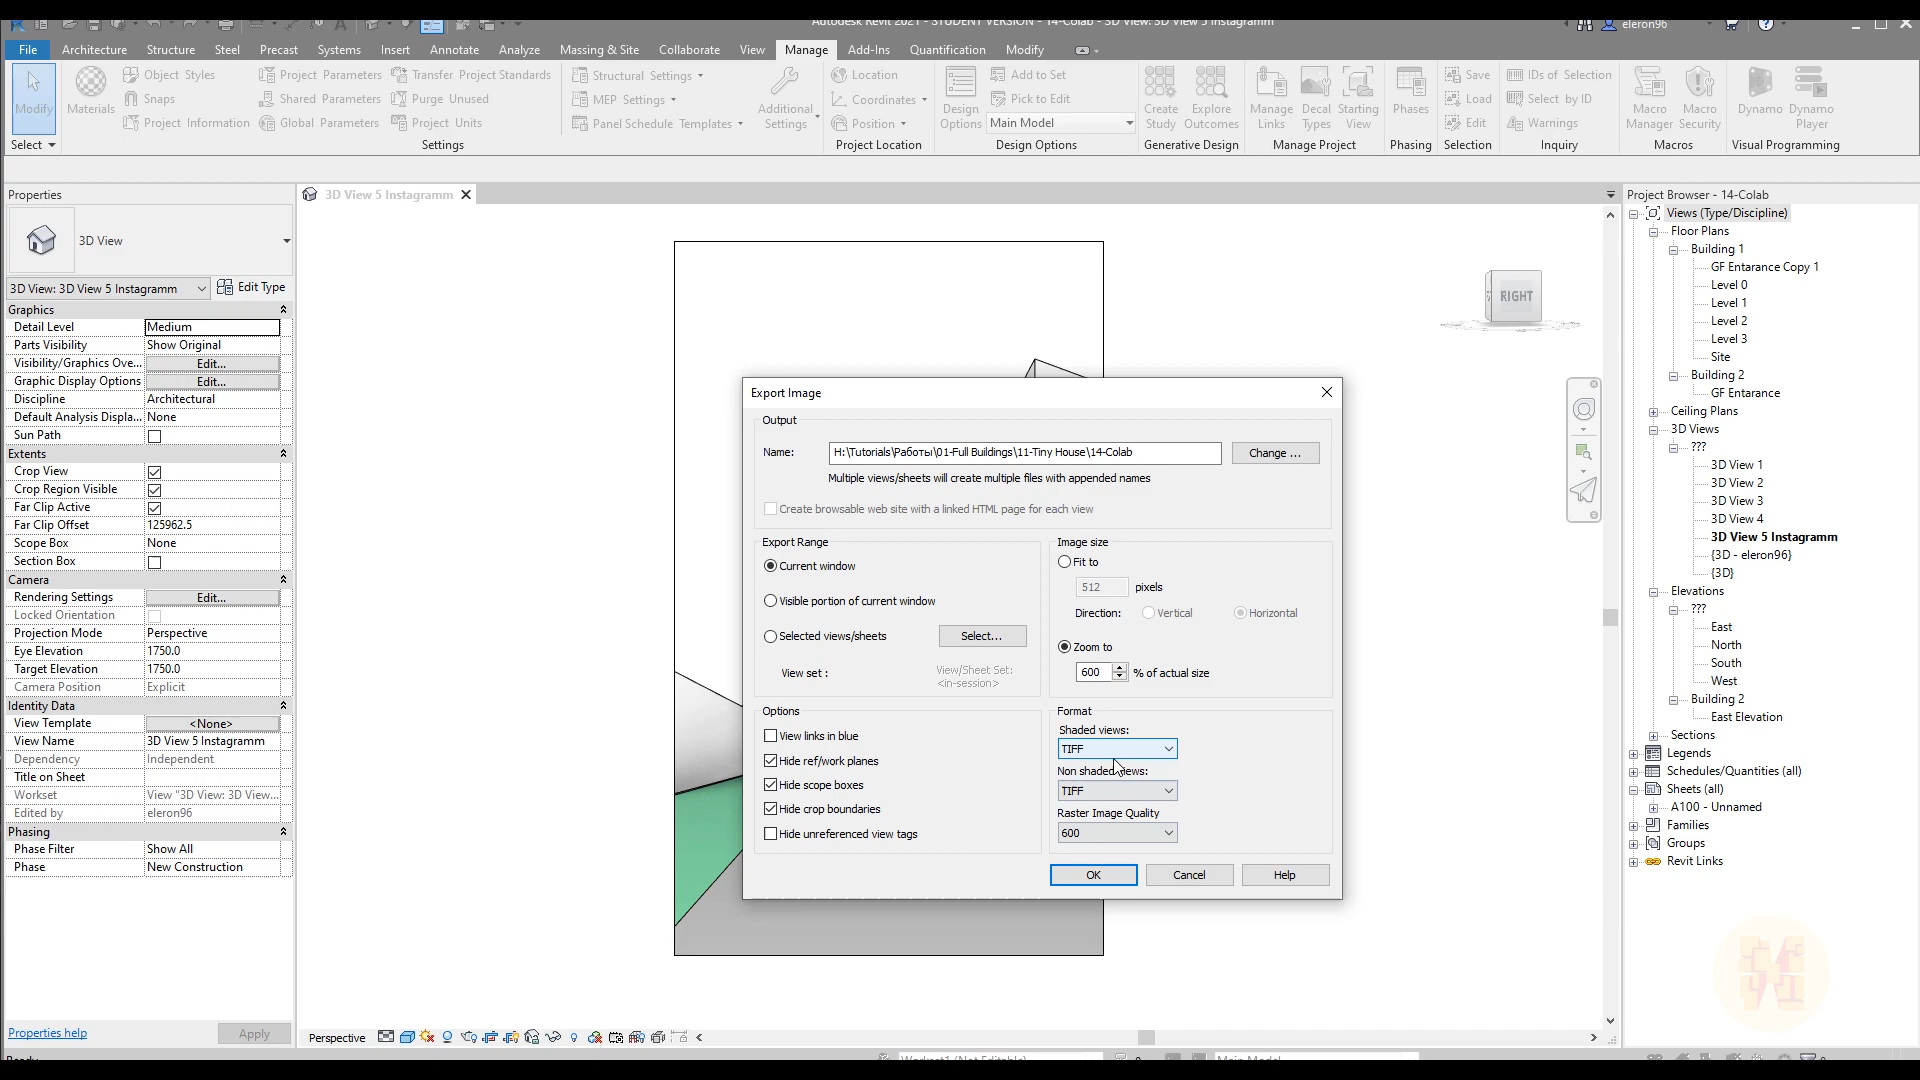 Autodesk Revit 2021 - STUDENT VERSION - 14-Colab - 3D View: 3D View 5 Instagramm
eleron96
File Architecture Structure Steel Precast Systems Insert Annotate Analyze Massing & Site Collaborate View Manage Add-Ins Quantification Modify
Object Styles Project Parameters Transfer Project Standards Structural Settings Location Add to Set Save IDs of Selection
Snaps Shared Parameters Purge Unused MEP Settings Coordinates Pick to Edit Load Select by ID
Modify Materials Project Information Global Parameters Project Units Panel Schedule Templates Additional Settings Position Design Options Main Model Create Study Explore Outcomes Manage Links Decal Types Starting View Phases Edit Warnings Macro Manager Macro Security Dynamo Dynamo Player
Select Settings Project Location Design Options Generative Design Manage Project Phasing Selection Inquiry Macros Visual Programming
Properties
3D View
3D View: 3D View 5 Instagramm Edit Type
Graphics
Detail Level Medium
Parts Visibility Show Original
Visibility/Graphics Ove... Edit...
Graphic Display Options Edit...
Discipline Architectural
Default Analysis Displa... None
Sun Path
Extents
Crop View
Crop Region Visible
Far Clip Active
Far Clip Offset 125962.5
Scope Box None
Section Box
Camera
Rendering Settings Edit...
Locked Orientation
Projection Mode Perspective
Eye Elevation 1750.0
Target Elevation 1750.0
Camera Position Explicit
Identity Data
View Template <None>
View Name 3D View 5 Instagramm
Dependency Independent
Title on Sheet
Workset View "3D View: 3D View...
Edited by eleron96
Phasing
Phase Filter Show All
Phase New Construction
Properties help Apply
3D View 5 Instagramm
RIGHT
Export Image
Output
Name: H:\Tutorials\Работы\01-Full Buildings\11-Tiny House\14-Colab Change ...
Multiple views/sheets will create multiple files with appended names
Create browsable web site with a linked HTML page for each view
Export Range
Current window
Visible portion of current window
Selected views/sheets Select...
View set : View/Sheet Set:
<in-session>
Image size
Fit to
512 pixels
Direction: Vertical Horizontal
Zoom to
600 % of actual size
Options
View links in blue
Hide ref/work planes
Hide scope boxes
Hide crop boundaries
Hide unreferenced view tags
Format
Shaded views:
TIFF
Non shaded views:
TIFF
Raster Image Quality
600
OK Cancel Help
Perspective
Project Browser - 14-Colab
Views (Type/Discipline)
Floor Plans
Building 1
GF Entarance Copy 1
Level 0
Level 1
Level 2
Level 3
Site
Building 2
GF Entarance
Ceiling Plans
3D Views
???
3D View 1
3D View 2
3D View 3
3D View 4
3D View 5 Instagramm
{3D - eleron96}
{3D}
Elevations
???
East
North
South
West
Building 2
East Elevation
Sections
Legends
Schedules/Quantities (all)
Sheets (all)
A100 - Unnamed
Families
Groups
Revit Links
Workset1 (Not Editable)
Main Model